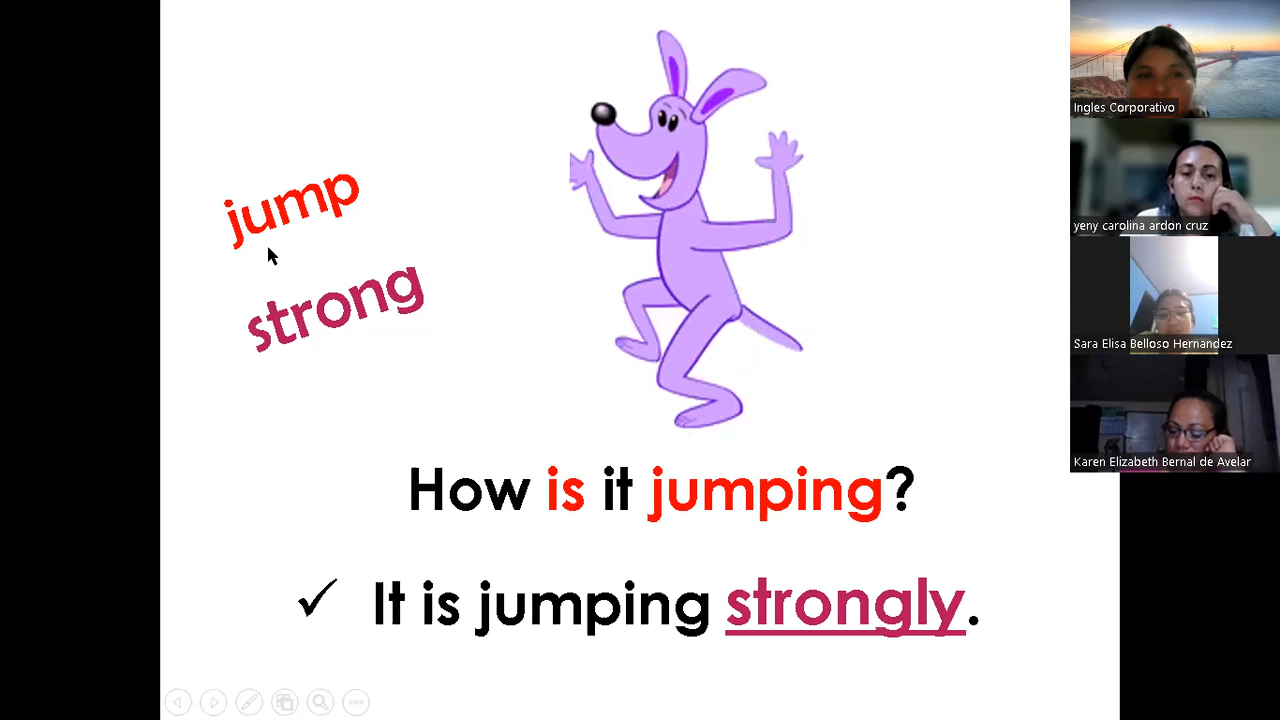 jump
strong
How is it jumping?
✓ It is jumping strongly.
Ingles Corporativo
yeny carolina ardon cruz
Sara Elisa Belloso Hernandez
Karen Elizabeth Bernal de Avelar